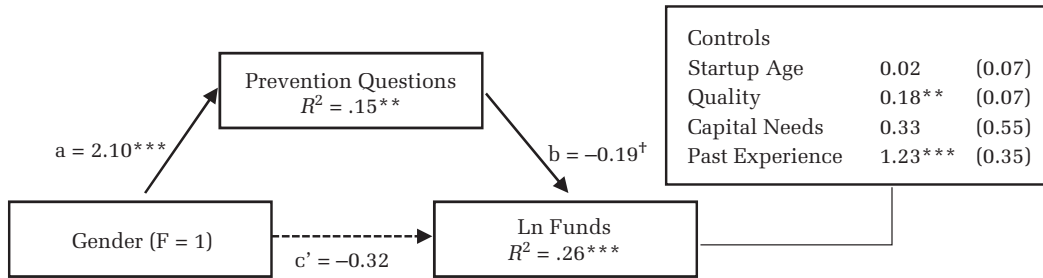 Controls
Startup Age 0.02 (0.07)
Quality 0.18** (0.07)
Capital Needs 0.33 (0.55)
Past Experience 1.23*** (0.35)
Prevention Questions
R² = .15**
a = 2.10***
b = –0.19†
Gender (F = 1)
c’ = –0.32
Ln Funds
R² = .26***